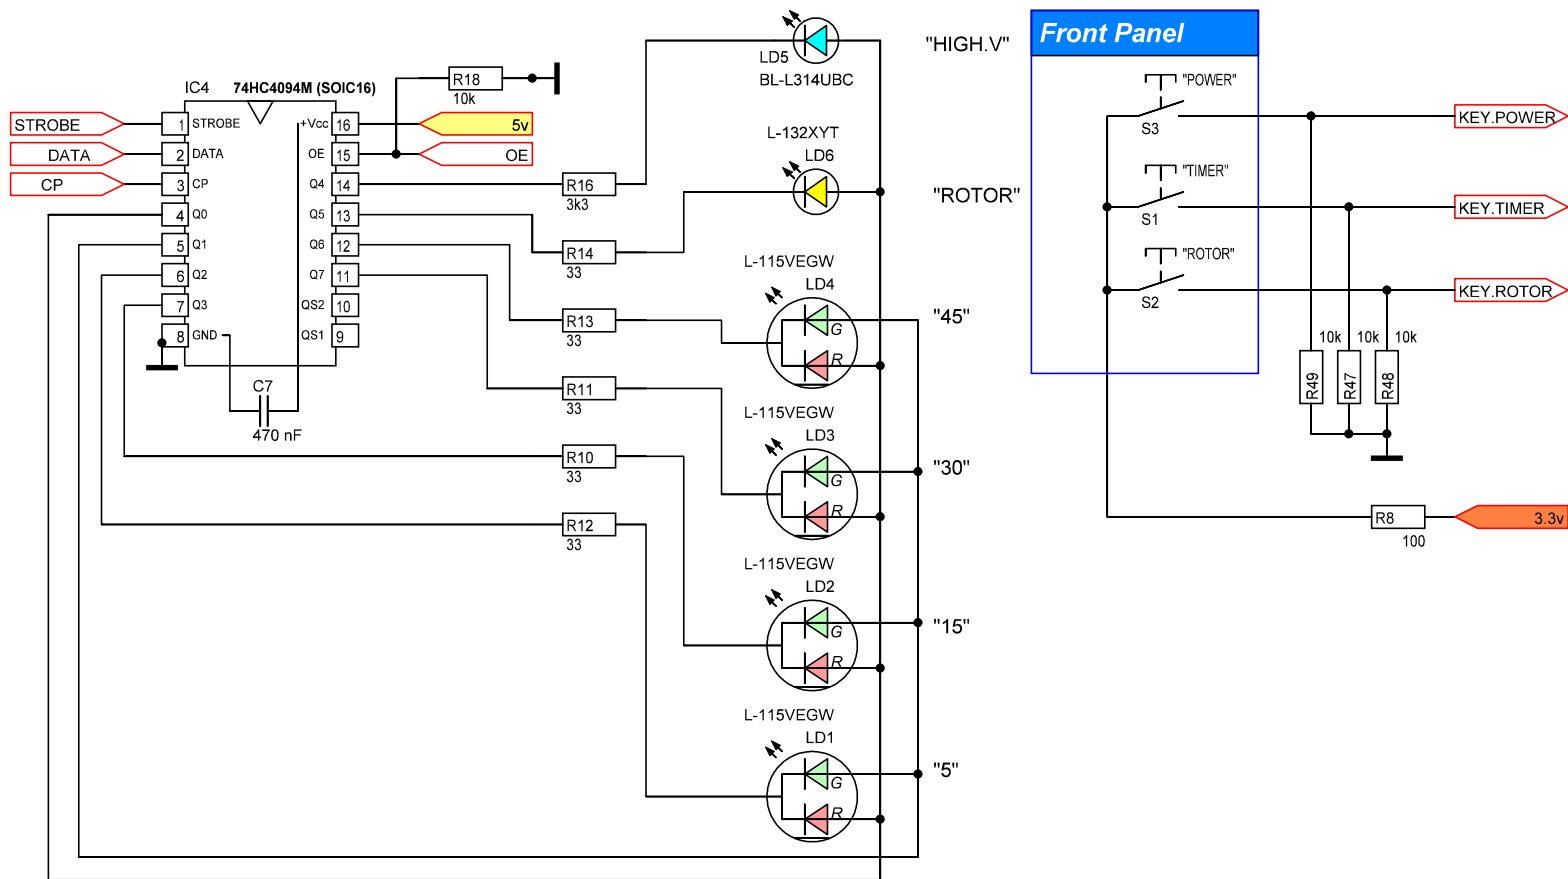 LD5
BL-L314UBC
"HIGH.V"
Front Panel
IC4
74HC4094M (SOIC16)
R18
10k
STROBE
1
STROBE
+Vcc
16
5v
DATA
2
DATA
OE
15
OE
CP
3
CP
Q4
14
R16
3k3
4
Q0
Q5
13
R14
33
5
Q1
Q6
12
6
Q2
Q7
11
7
Q3
QS2
10
8
GND
QS1
9
C7
470 nF
R13
33
R11
33
R10
33
R12
33
L-132XYT
LD6
"ROTOR"
L-115VEGW
LD4
G
R
"45"
L-115VEGW
LD3
G
R
"30"
L-115VEGW
LD2
G
R
"15"
L-115VEGW
LD1
G
R
"5"
"POWER"
S3
KEY.POWER
"TIMER"
S1
KEY.TIMER
"ROTOR"
S2
KEY.ROTOR
10k
10k
10k
R49
R47
R48
R8
100
3.3v